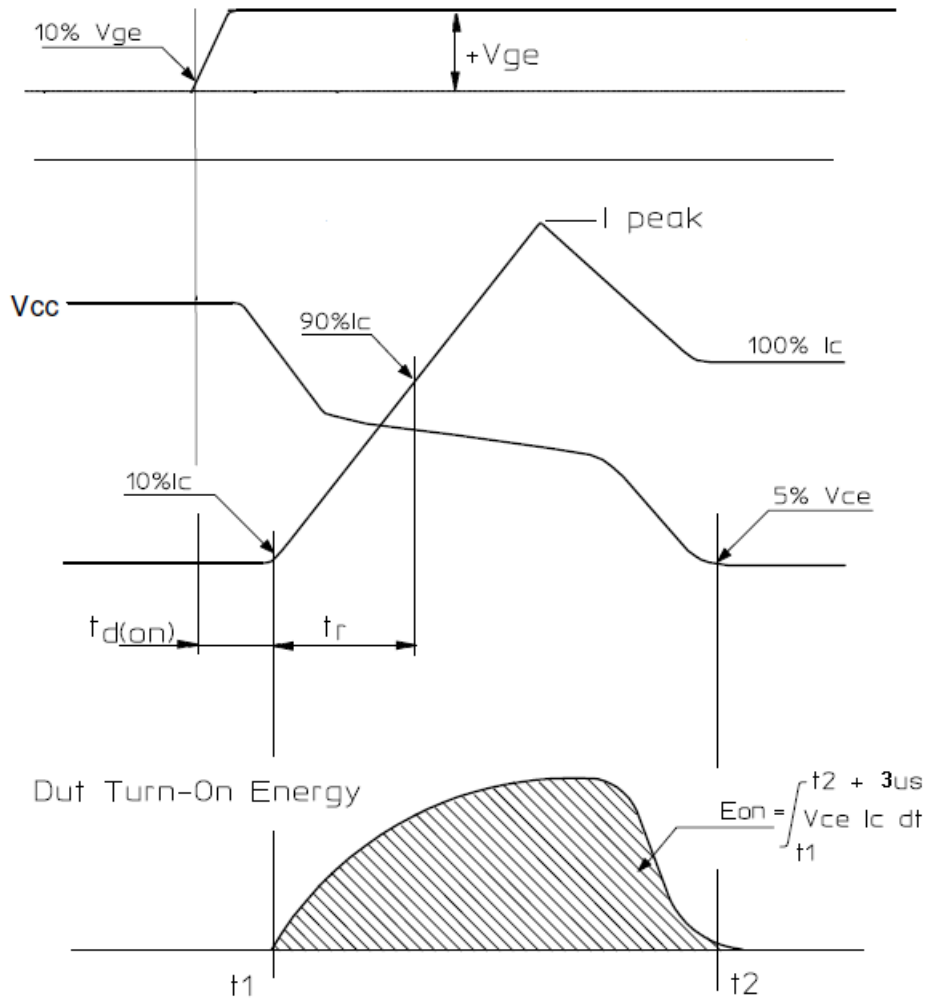 10% Vge
+Vge
I peak
Vcc
90%Ic
100% Ic
10%Ic
5% Vce
td(on)
tr
Dut Turn-On Energy
t2 + 3us
Eon = ∫ Vce Ic dt
t1
t1
t2